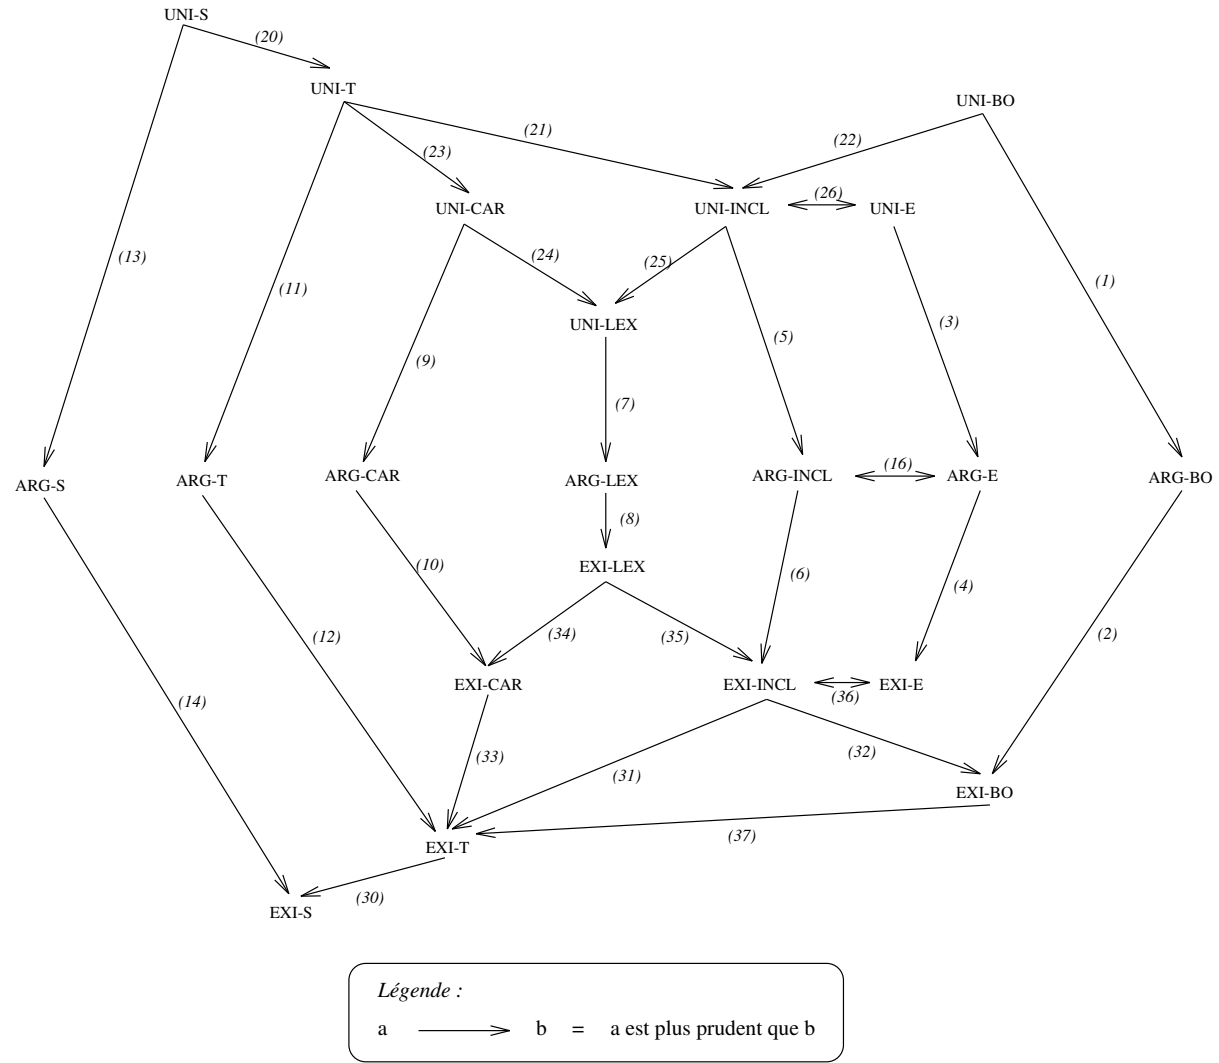 UNI-S
(20)
UNI-T
UNI-BO
(21)
(22)
(23)
(26)
UNI-CAR
UNI-INCL
UNI-E
(13)
(24)
(25)
(11)
(1)
UNI-LEX
(3)
(5)
(9)
(7)
(16)
ARG-S
ARG-T
ARG-CAR
ARG-LEX
ARG-INCL
ARG-E
ARG-BO
(8)
(10)
EXI-LEX
(6)
(4)
(12)
(34)
(35)
(2)
EXI-CAR
EXI-INCL
EXI-E
(36)
(14)
(33)
(31)
(32)
EXI-BO
(37)
EXI-T
(30)
EXI-S
Légende :
a b = a est plus prudent que b